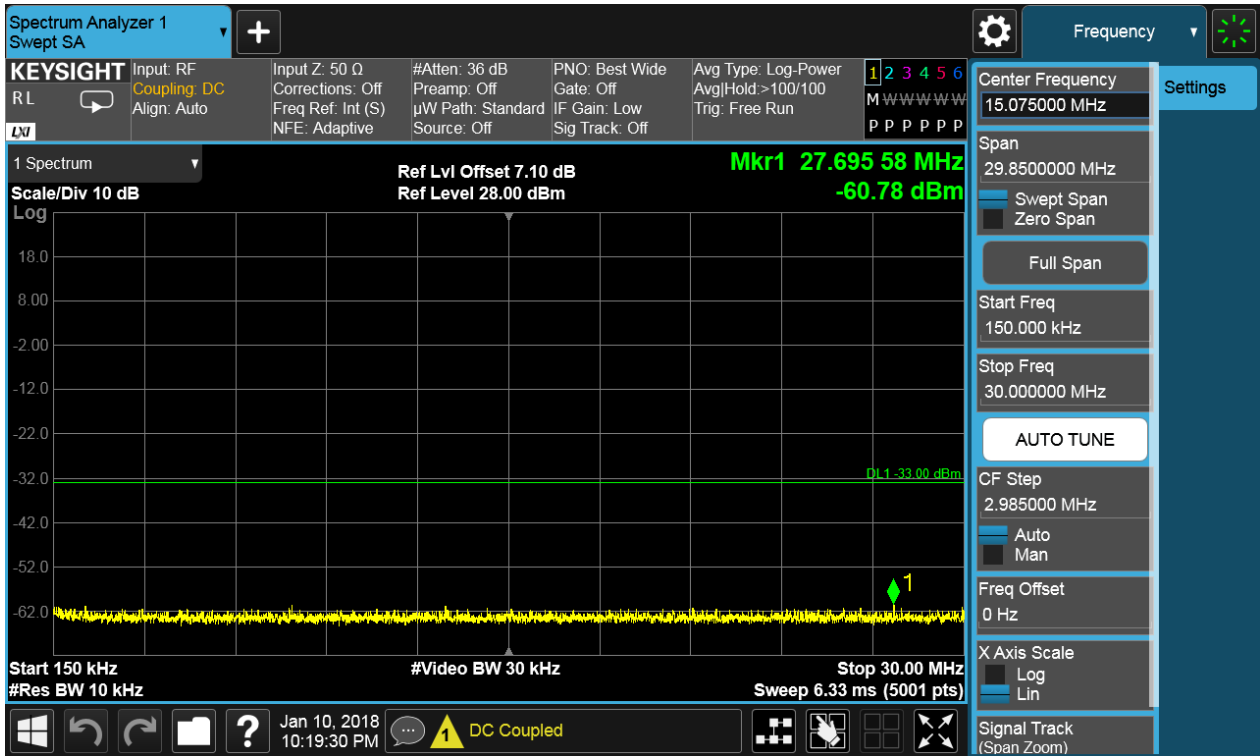 Spectrum Analyzer 1
Swept SA
+
Frequency
KEYSIGHT
R L
LXI
Input: RF
Coupling: DC
Align: Auto
Input Z: 50 Ω
Corrections: Off
Freq Ref: Int (S)
NFE: Adaptive
#Atten: 36 dB
Preamp: Off
µW Path: Standard
Source: Off
PNO: Best Wide
Gate: Off
IF Gain: Low
Sig Track: Off
Avg Type: Log-Power
Avg|Hold:>100/100
Trig: Free Run
1 2 3 4 5 6
M W W W W W
P P P P P P
1 Spectrum
Scale/Div 10 dB
Log
Ref Lvl Offset 7.10 dB
Ref Level 28.00 dBm
Mkr1 27.695 58 MHz
-60.78 dBm
18.0
8.00
-2.00
-12.0
-22.0
-32.0
-42.0
-52.0
-62.0
DL1 -33.00 dBm
1
Start 150 kHz
#Res BW 10 kHz
#Video BW 30 kHz
Stop 30.00 MHz
Sweep 6.33 ms (5001 pts)
Center Frequency
15.075000 MHz
Span
29.8500000 MHz
Swept Span
Zero Span
Full Span
Start Freq
150.000 kHz
Stop Freq
30.000000 MHz
AUTO TUNE
CF Step
2.985000 MHz
Auto
Man
Freq Offset
0 Hz
X Axis Scale
Log
Lin
Signal Track
(Span Zoom)
Settings
?
Jan 10, 2018
10:19:30 PM
1
DC Coupled